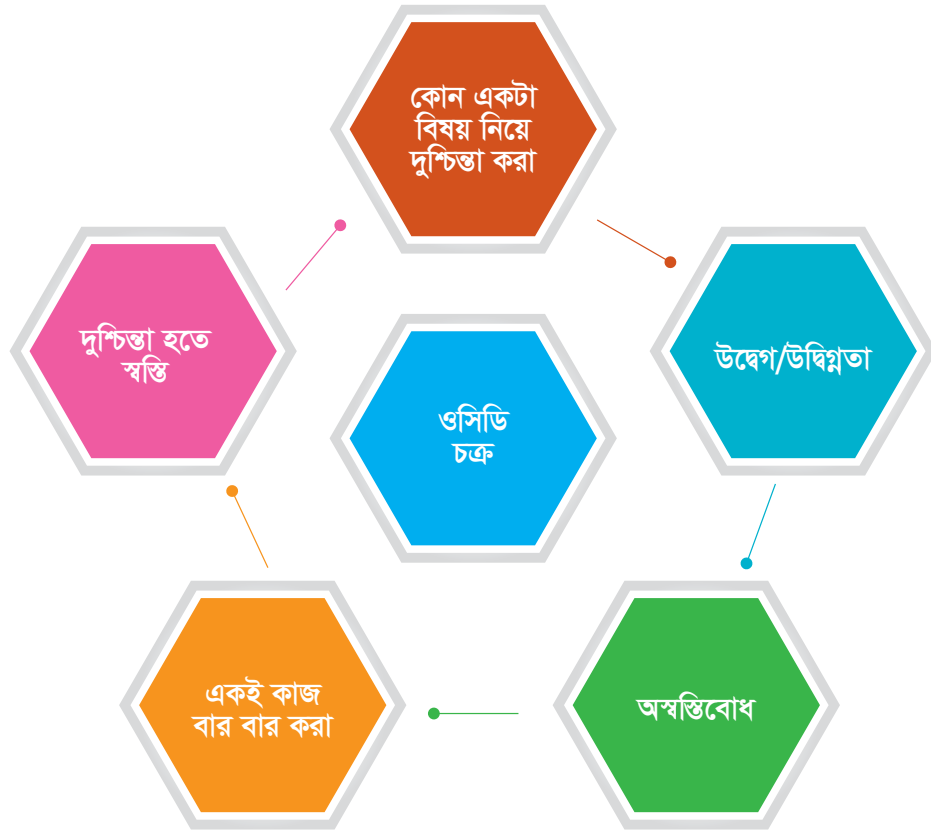 কোন একটা
বিষয় নিয়ে
দুশ্চিন্তা করা
দুশ্চিন্তা হতে
স্বস্তি
উদ্বেগ/উদ্বিগ্নতা
ওসিডি
চক্র
একই কাজ
বার বার করা
অস্বস্তিবোধ